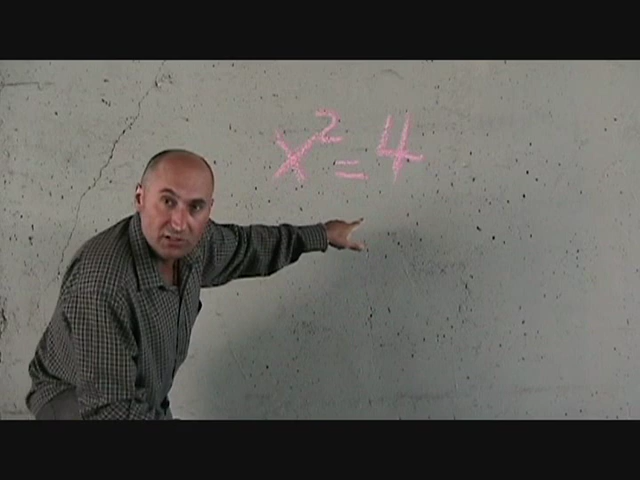 x² = 4